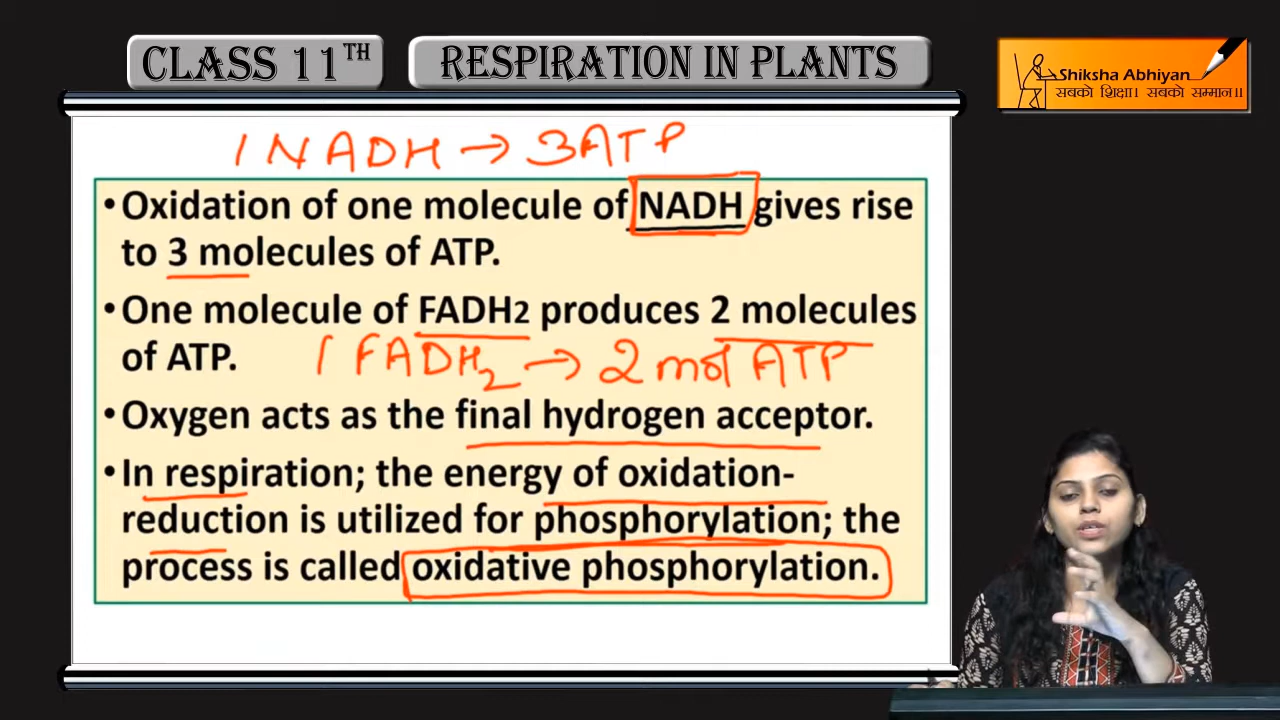 CLASS 11TH
RESPIRATION IN PLANTS
Shiksha Abhiyan
सबको शिक्षा। सबको सम्मान।।
1 NADH → 3ATP
•Oxidation of one molecule of NADH gives rise
to 3 molecules of ATP.
•One molecule of FADH2 produces 2 molecules
of ATP.
1 FADH2 → 2 mol ATP
•Oxygen acts as the final hydrogen acceptor.
•In respiration; the energy of oxidation-
reduction is utilized for phosphorylation; the
process is called oxidative phosphorylation.